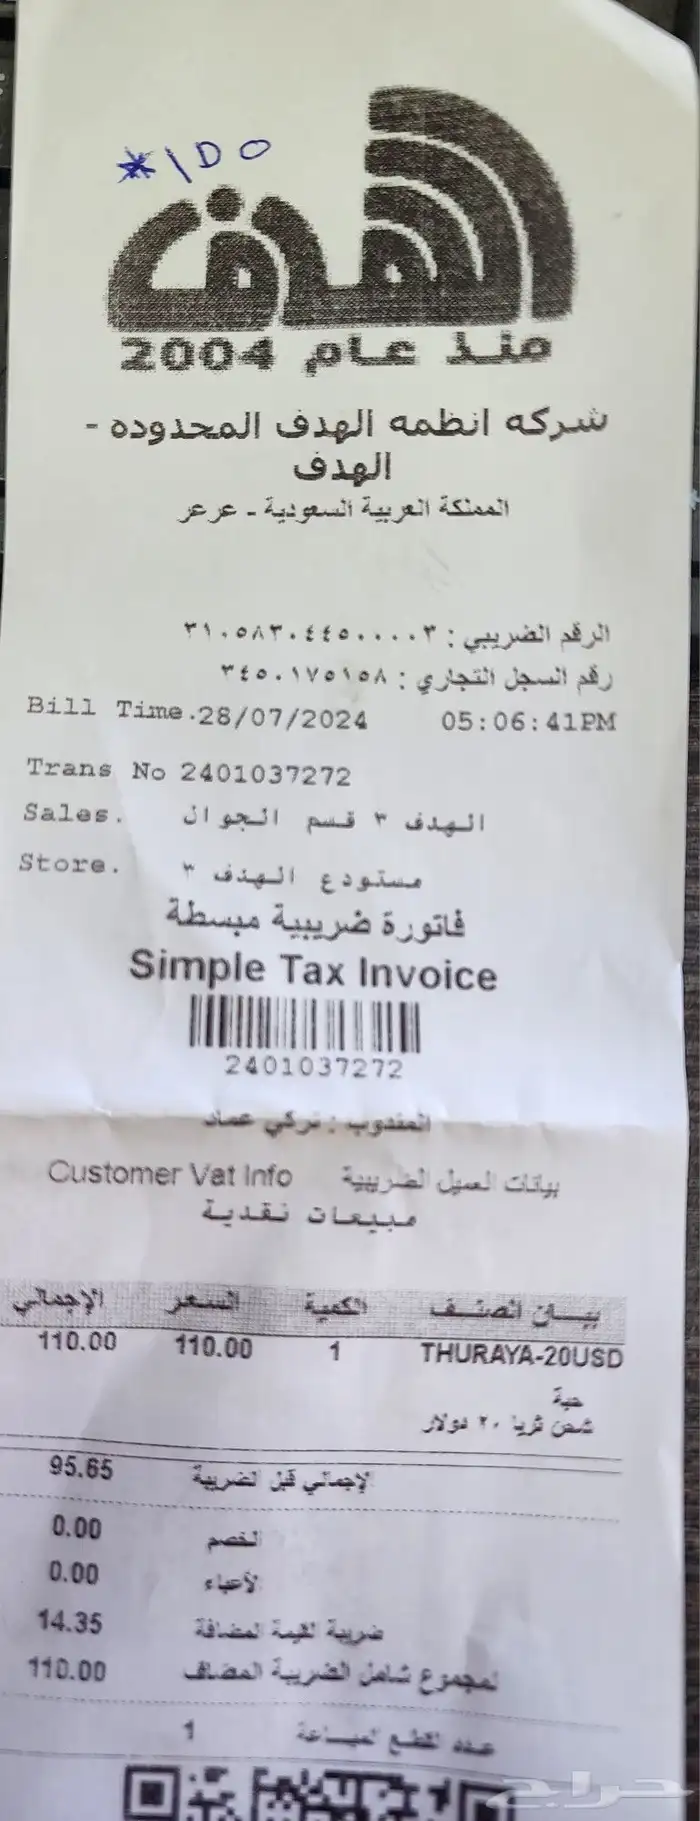 *100
الهدف
منذ عام 2004
شركه انظمه الهدف المحدوده -
الهدف
المملكة العربية السعودية - عرعر
الرقم الضريبي : ٣١٠٥٨٣٠٤٤٥٠٠٠٠٣
رقم السجل التجاري : ٣٤٥٠١٧٥١٥٨
Bill Time. 28/07/2024 05:06:41PM
Trans No 2401037272
Sales. الهدف ٣ قسم الجوال
Store. مستودع الهدف ٣
فاتورة ضريبية مبسطة
Simple Tax Invoice
2401037272
المندوب : تركي عماد
Customer Vat Info بيانات العميل الضريبية
مبيعات نقدية
بيان الصنف الكمية السعر الإجمالي
THURAYA-20USD 1 110.00 110.00
حبة
شحن ثريا ٢٠ دولار
الإجمالي قبل الضريبة 95.65
الخصم 0.00
الأعباء 0.00
ضريبة القيمة المضافة 14.35
المجموع شامل الضريبة المضاف 110.00
عدد القطع المباعة 1
حراج